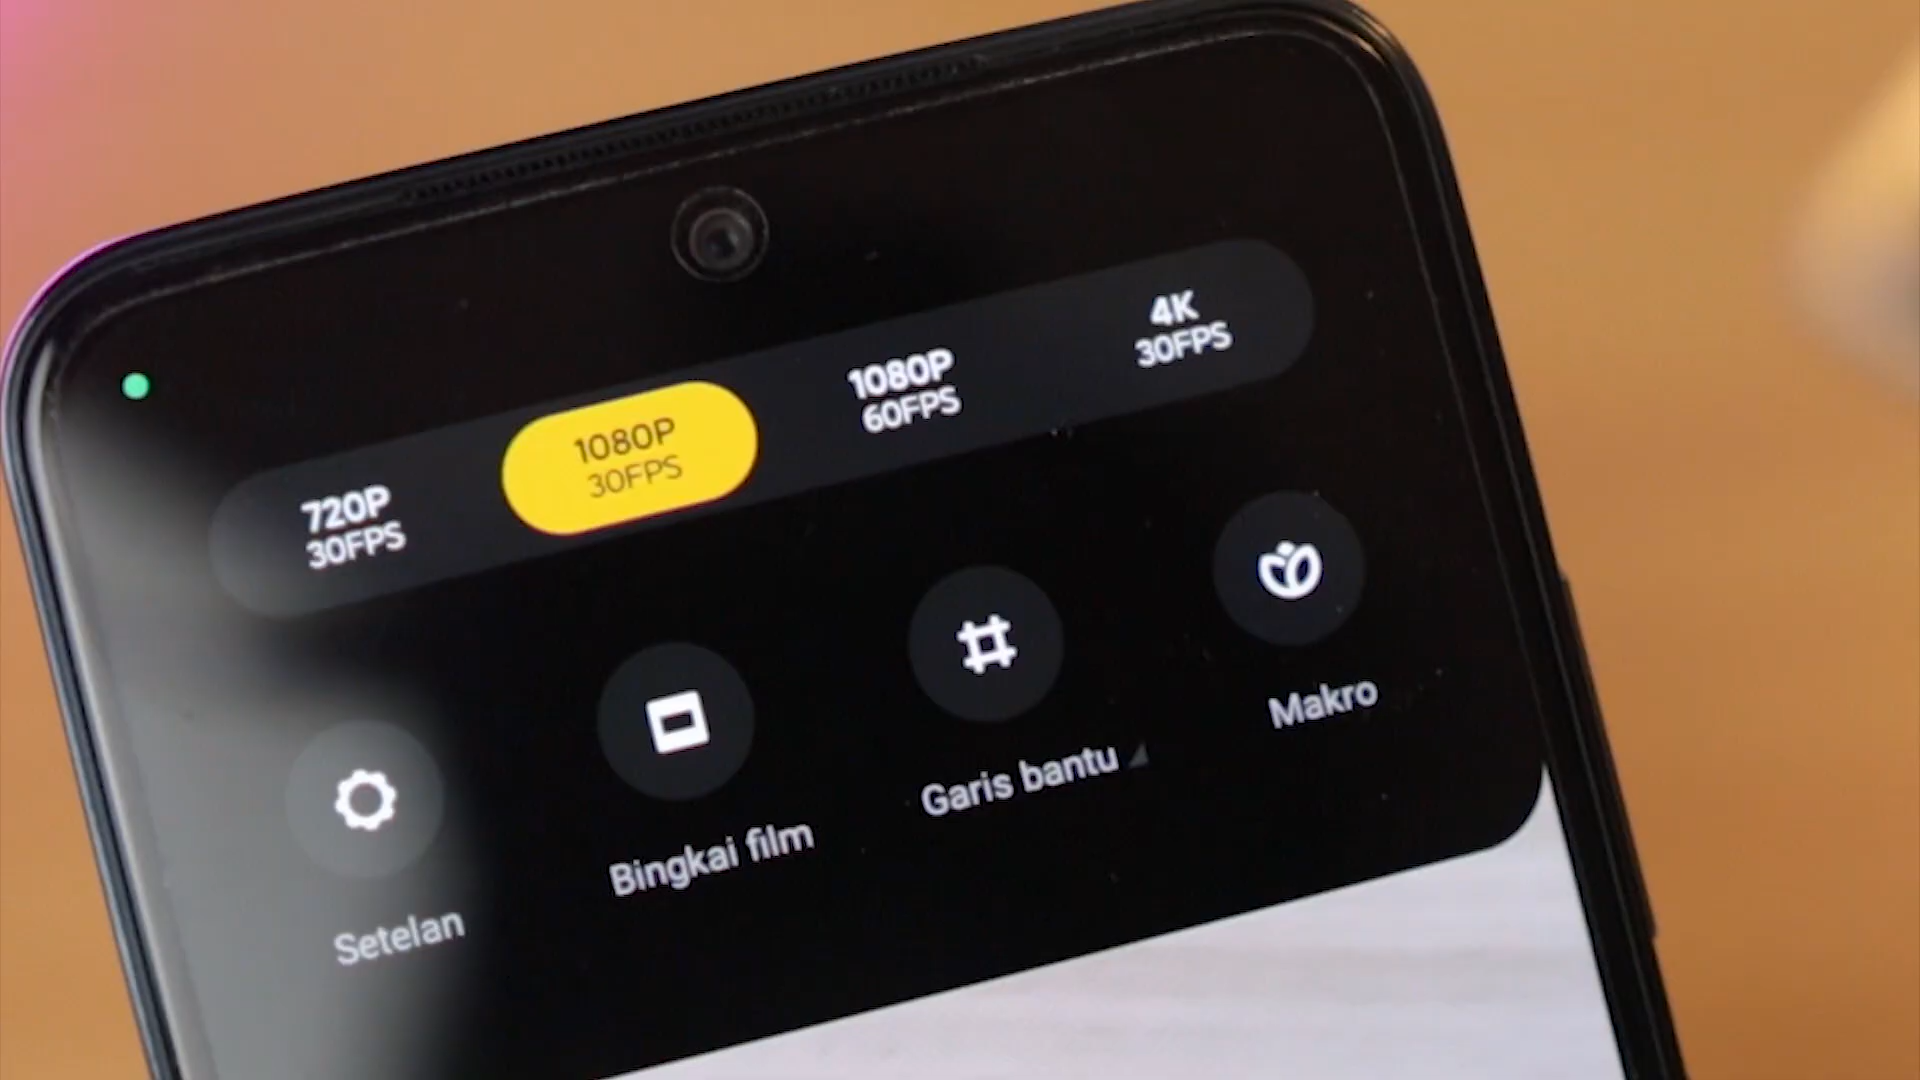 720P
30FPS
1080P
30FPS
1080P
60FPS
4K
30FPS
Setelan
Bingkai film
Garis bantu
Makro